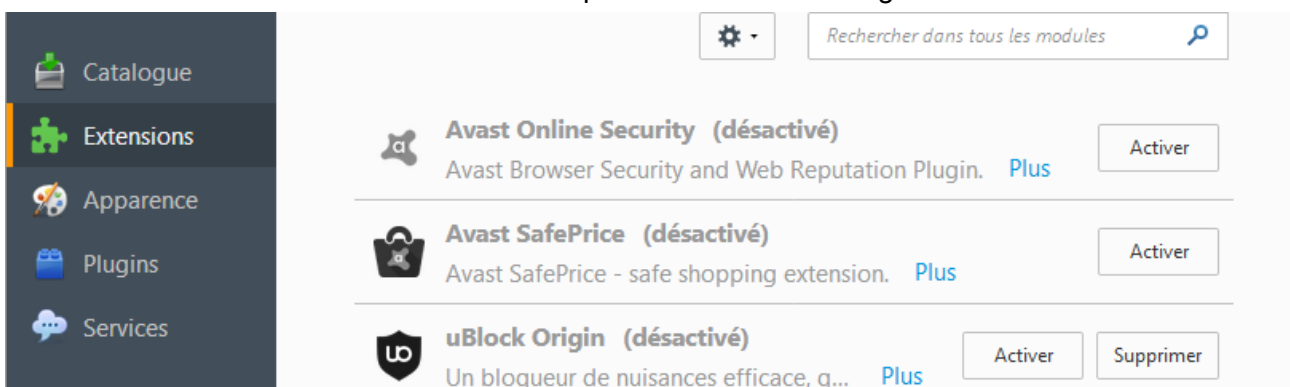 Rechercher dans tous les modules
Catalogue
Extensions
Apparence
Plugins
Services
Avast Online Security (désactivé)
Avast Browser Security and Web Reputation Plugin. Plus
Activer
Avast SafePrice (désactivé)
Avast SafePrice - safe shopping extension. Plus
Activer
uBlock Origin (désactivé)
Un bloqueur de nuisances efficace, q... Plus
Activer
Supprimer